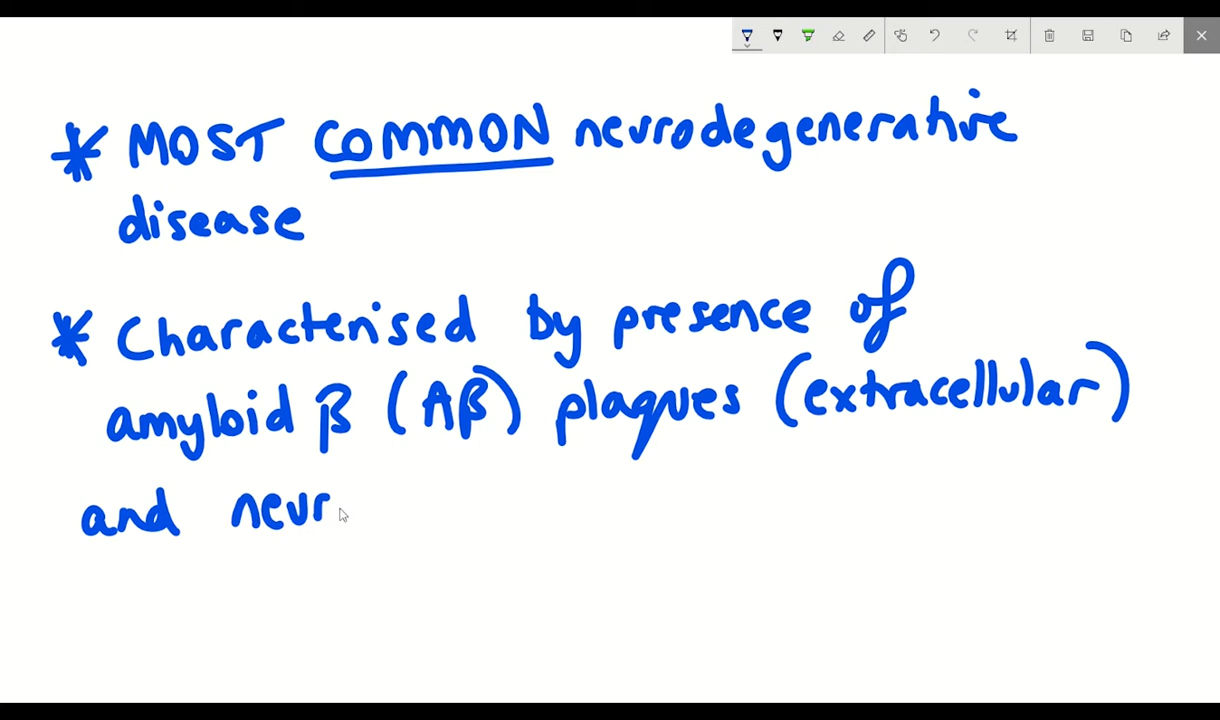 * MOST COMMON neurodegenerative
disease
* Characterised by presence of
amyloid β (Aβ) plaques (extracellular)
and neur